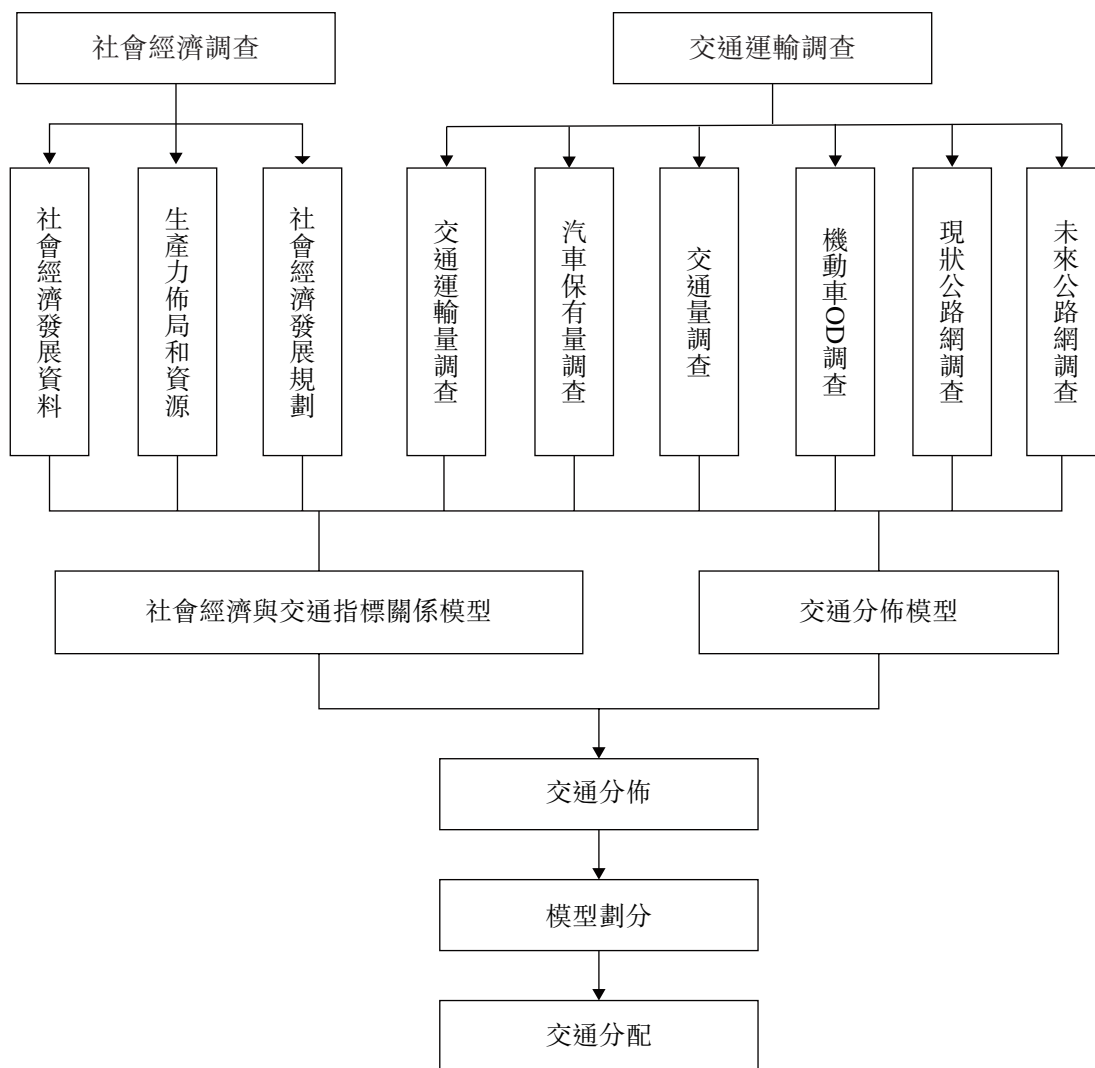 社會經濟調查
交通運輸調查
社會經濟發展資料
生產力佈局和資源
社會經濟發展規劃
交通運輸量調查
汽車保有量調查
交通量調查
機動車OD調查
現狀公路網調查
未來公路網調查
社會經濟與交通指標關係模型
交通分佈模型
交通分佈
模型劃分
交通分配